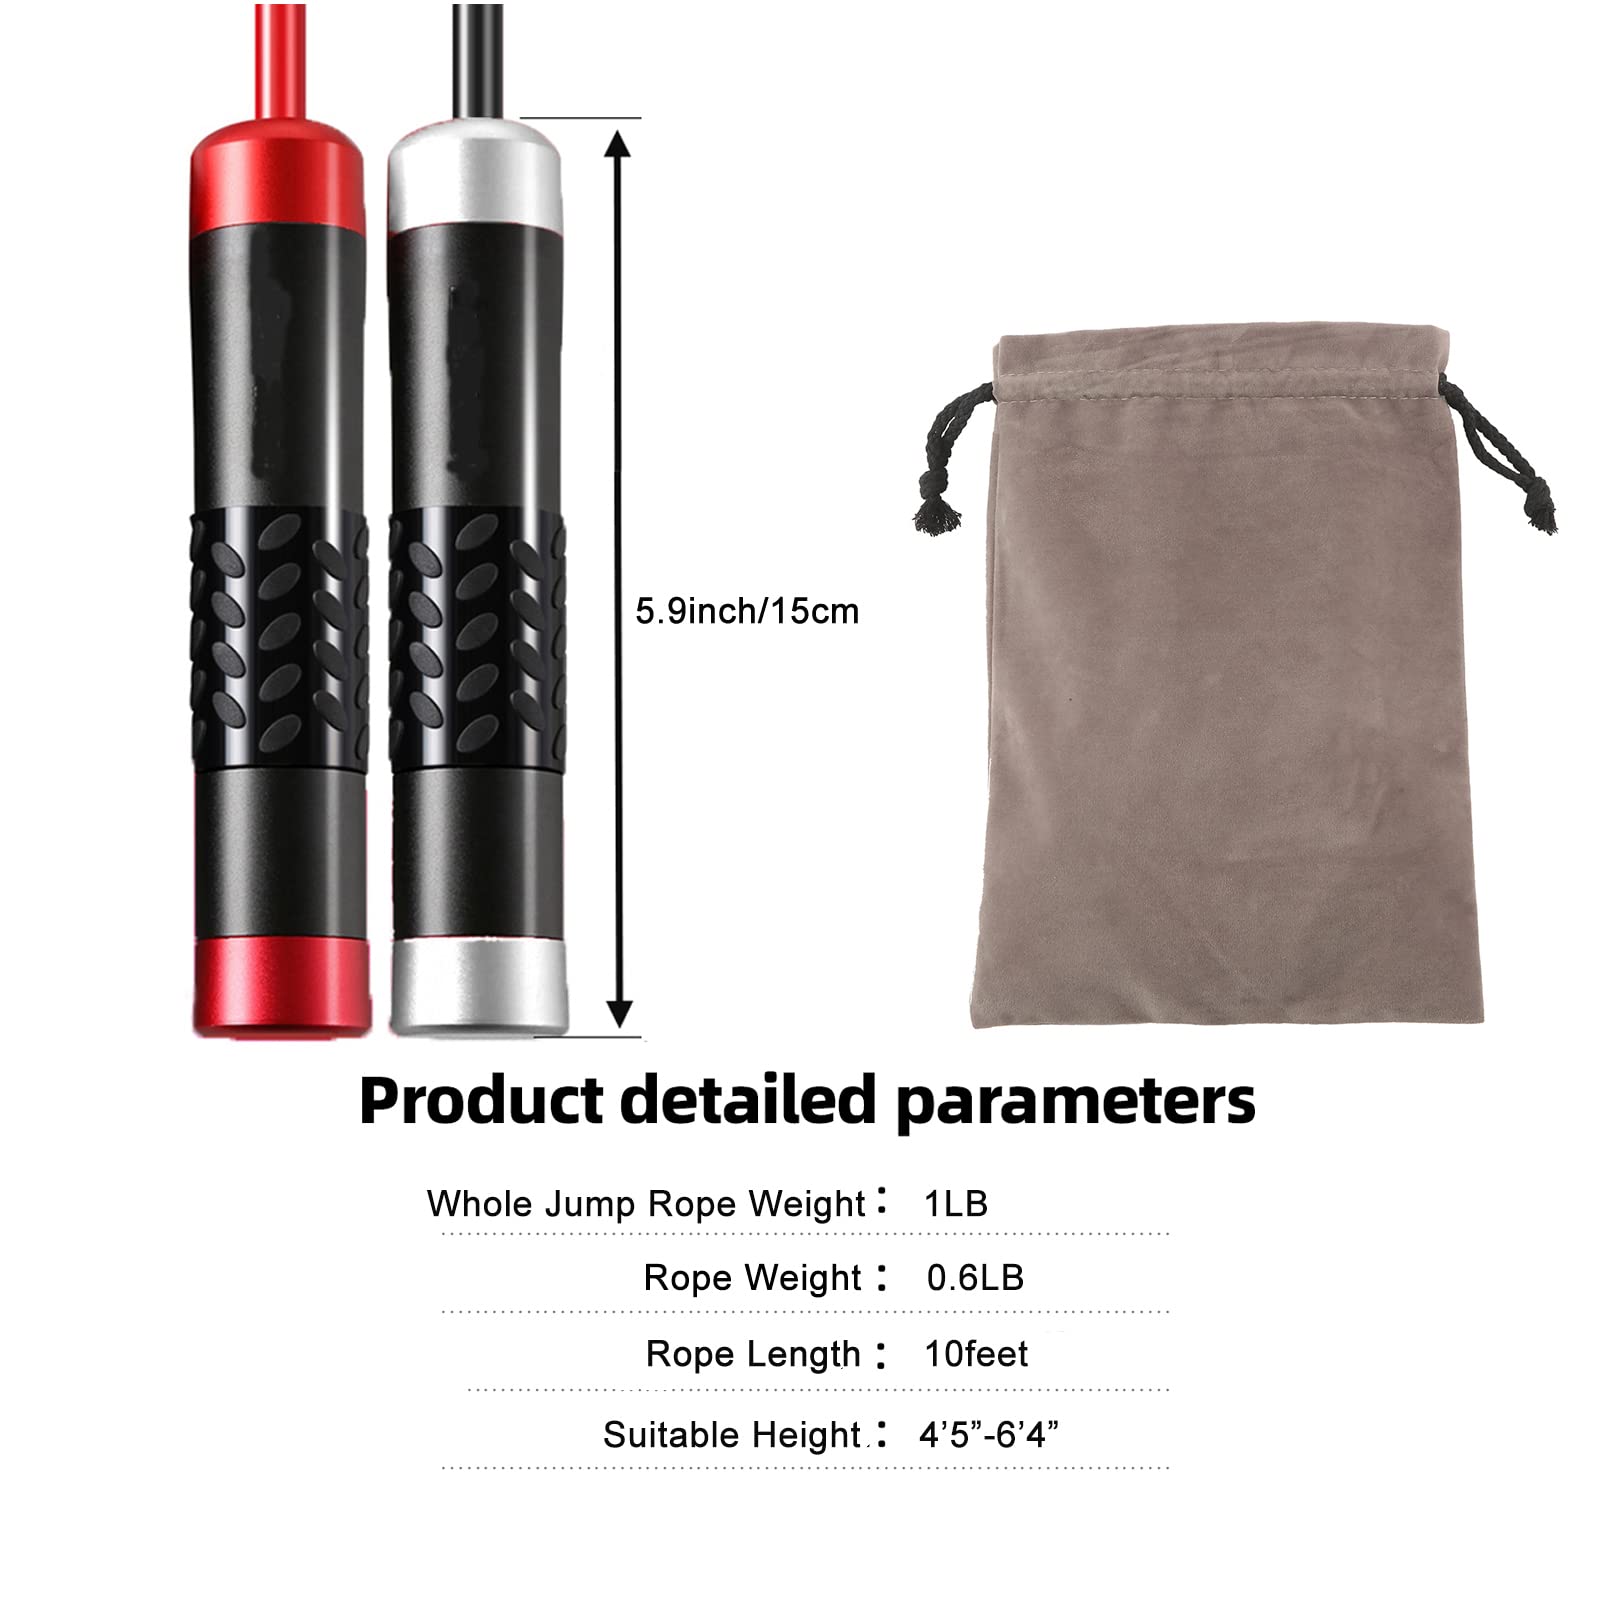 5.9inch/15cm
Product detailed parameters
Whole Jump Rope Weight： 1LB
Rope Weight： 0.6LB
Rope Length： 10feet
Suitable Height： 4’5”-6’4”